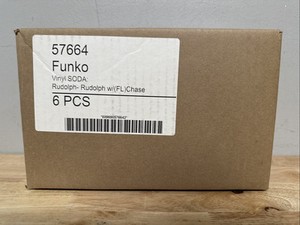 57664
Funko
Vinyl SODA:
Rudolph- Rudolph w/(FL)Chase
6 PCS